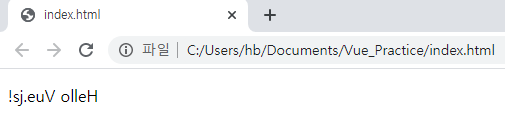 index.html
파일 C:/Users/hb/Documents/Vue_Practice/index.html
!sj.euV olleH